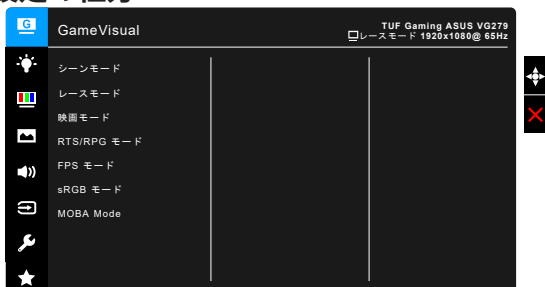 GameVisual
TUF Gaming ASUS VG279
レースモード 1920x1080@ 65Hz
シーンモード
レースモード
映画モード
RTS/RPG モード
FPS モード
sRGB モード
MOBA Mode
G